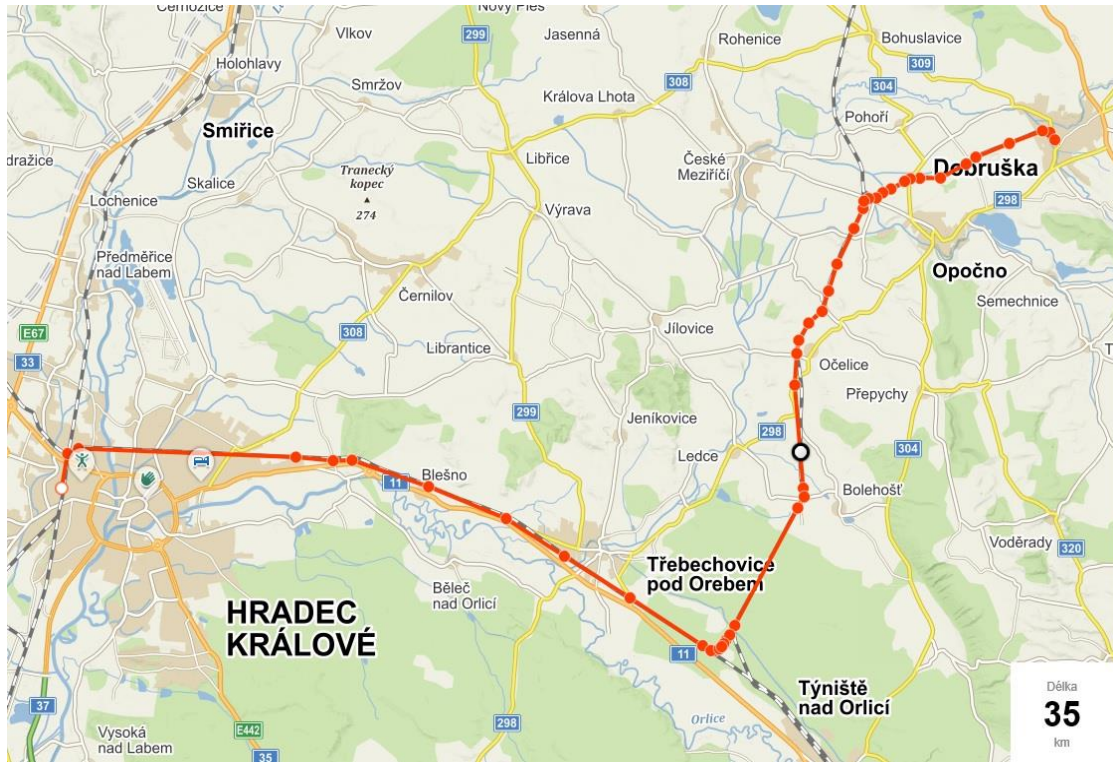 Černožice
Vlkov
Nový Ples
299
Jasenná
Rohenice
Bohuslavice
309
Holohlavy
Smržov
308
304
Králova Lhota
Pohoří
Smiřice
Libřice
České
Meziříčí
Dobruška
Tranecký
kopec
274
Skalice
298
Lochenice
Výrava
Předměřice
nad Labem
Opočno
Černilov
Semechnice
E67
33
308
Jílovice
Librantice
Očelice
Přepychy
299
Jeníkovice
298
304
Ledce
Blešno
11
Bolehošť
Voděrady
320
Třebechovice
pod Orebem
Běleč
nad Orlicí
HRADEC
KRÁLOVÉ
11
Týniště
nad Orlicí
Délka
35
km
37
Orlice
298
E442
35
Vysoká
nad Labem